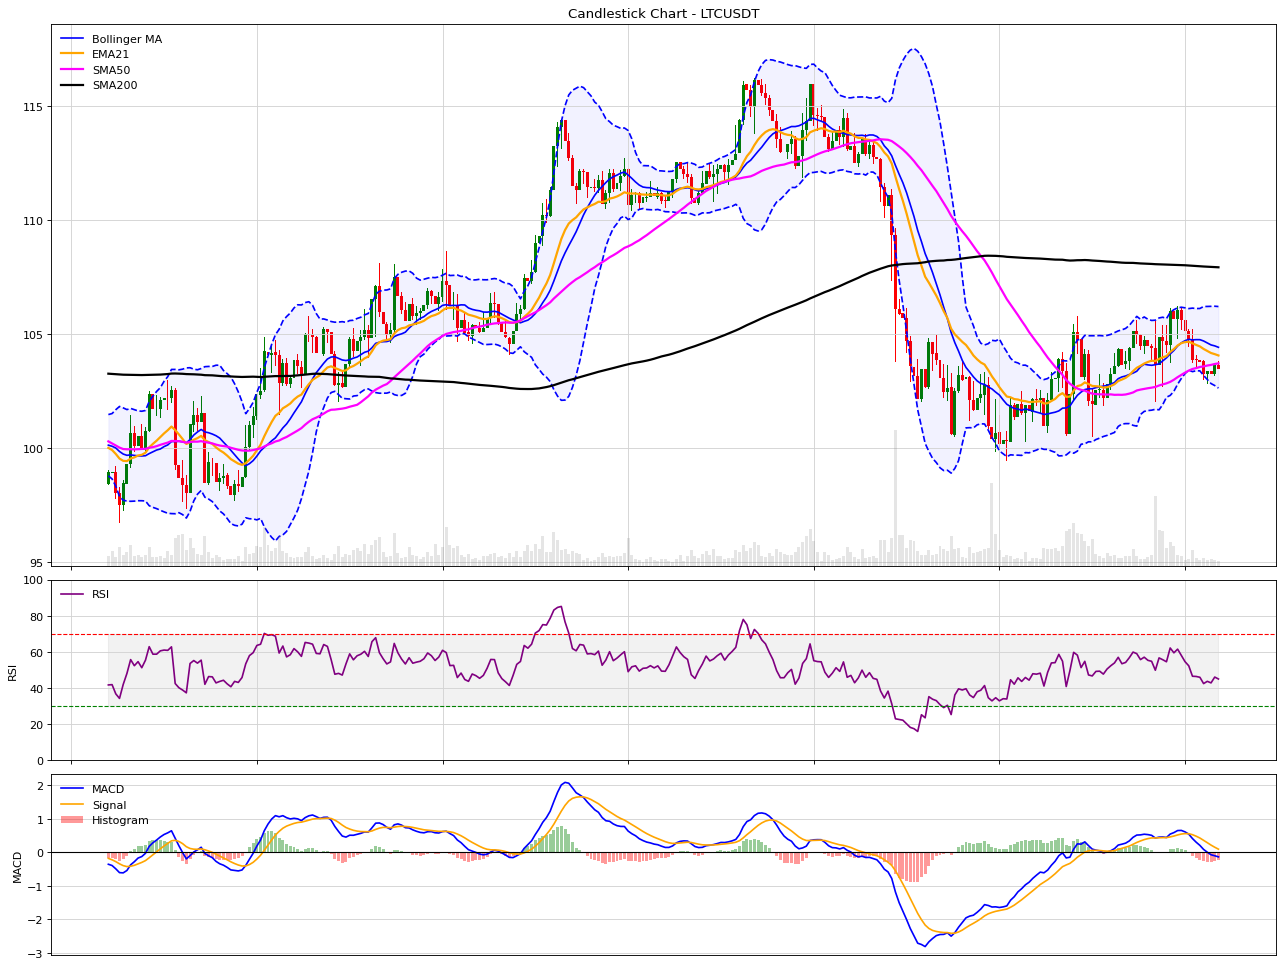 Candlestick Chart - LTCUSDT
Bollinger MA
EMA21
SMA50
SMA200
115
110
105
100
95
100
RSI
80
60
40
20
0
RSI
MACD
Signal
Histogram
2
1
0
−1
−2
−3
MACD